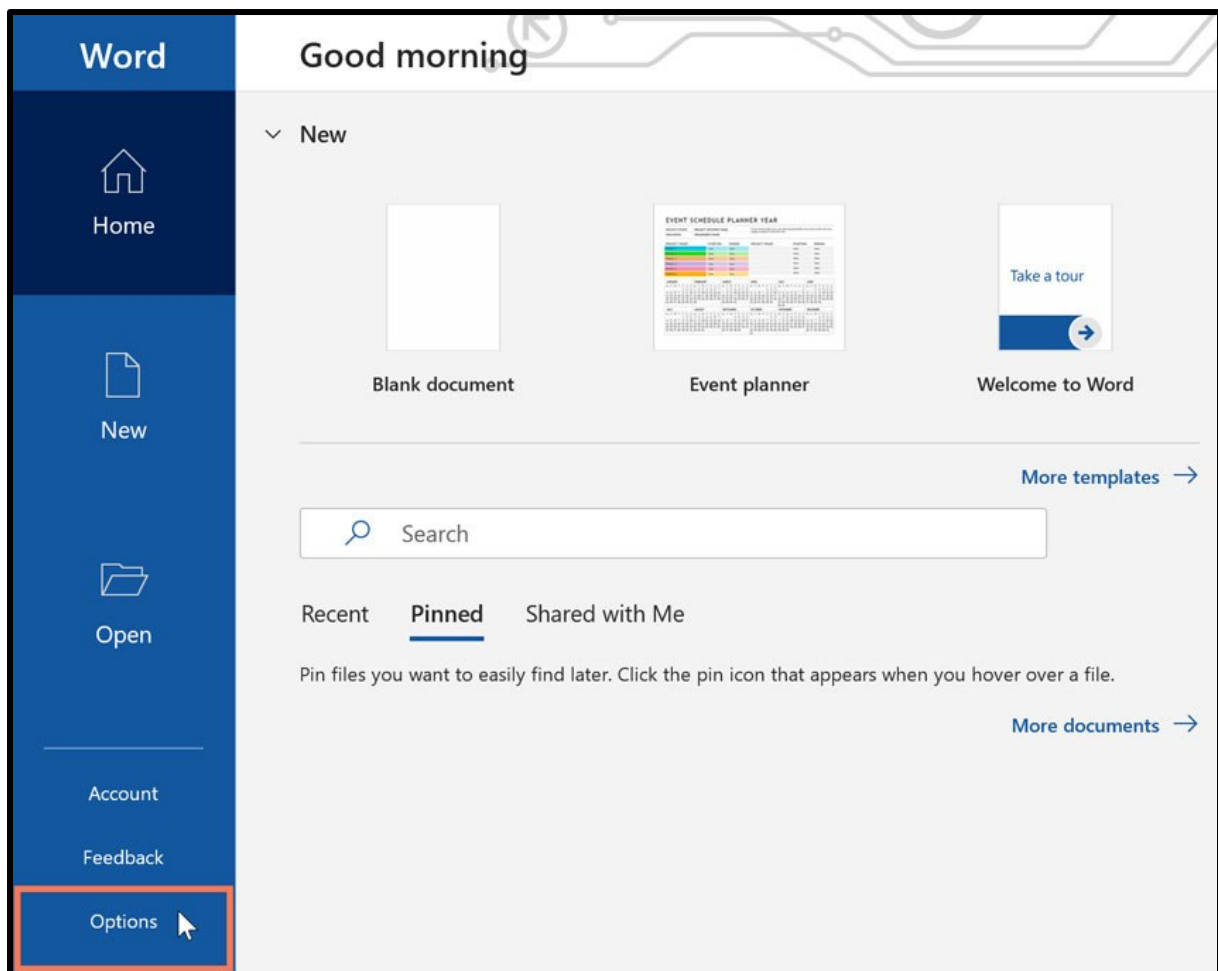 Word
Good morning
Home
New
Open
Account
Feedback
Options
New
EVENT SCHEDULE PLANNER YEAR
Take a tour
Blank document
Event planner
Welcome to Word
More templates
Search
Recent Pinned Shared with Me
Pin files you want to easily find later. Click the pin icon that appears when you hover over a file.
More documents